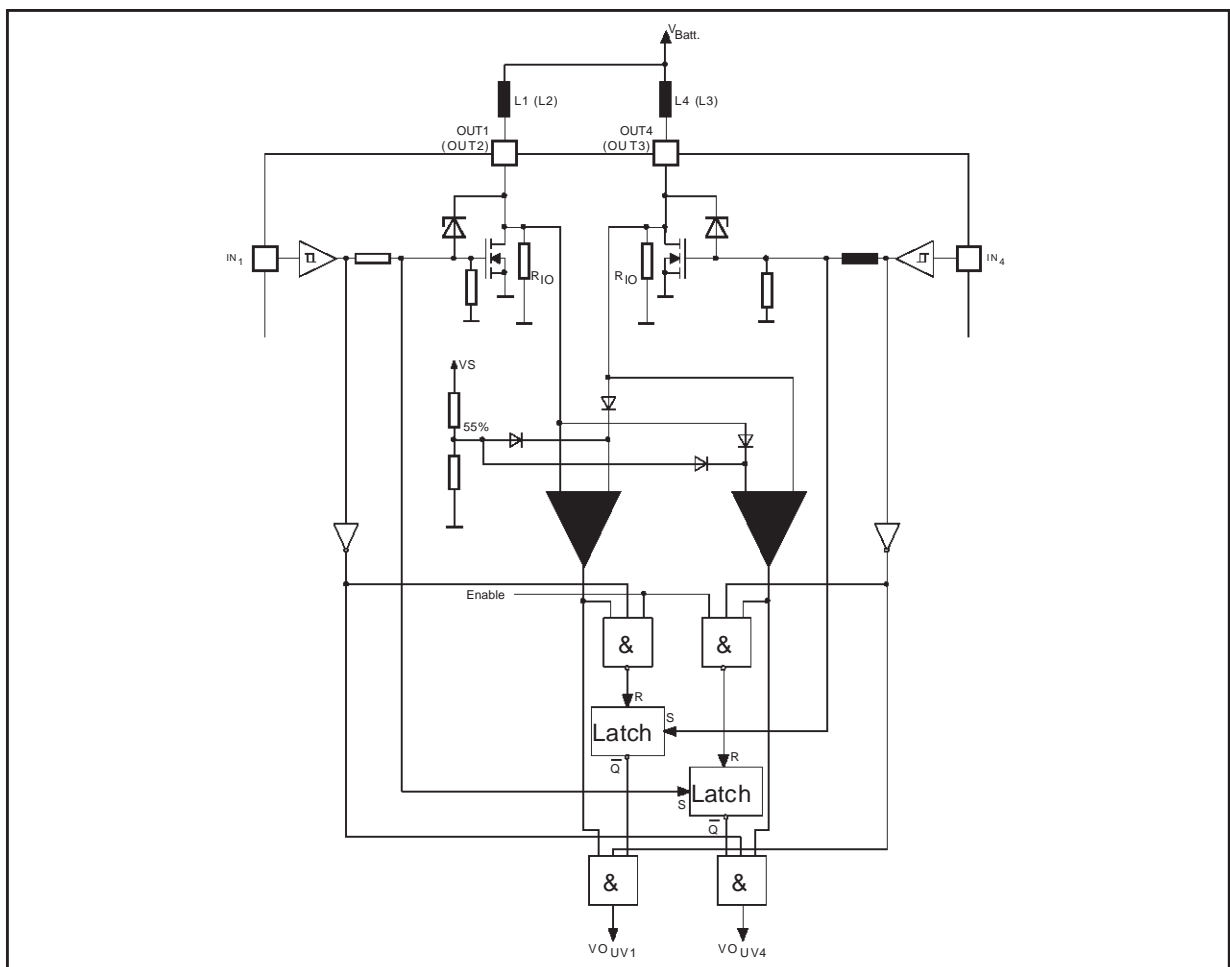 VBatt.
L1 (L2)
L4 (L3)
OUT1
(OUT2)
OUT4
(OUT3)
IN1
RIO
RIO
IN4
VS
55%
Enable
&
&
R
Latch
S
Q
R
Latch
S
Q
&
&
VOUV1
VOUV4